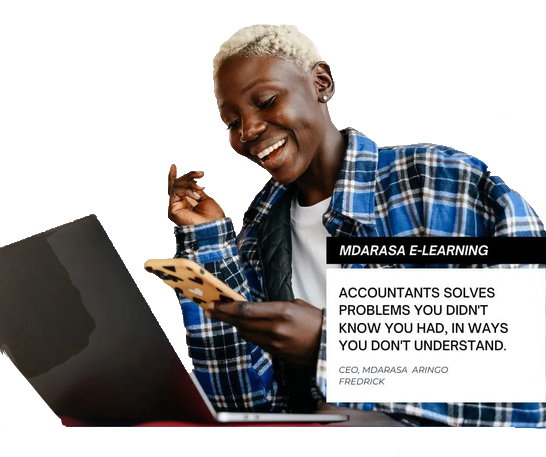 MDARASA E-LEARNING
ACCOUNTANTS SOLVES
PROBLEMS YOU DIDN'T
KNOW YOU HAD, IN WAYS
YOU DON'T UNDERSTAND.
CEO, MDARASA ARINGO
FREDRICK